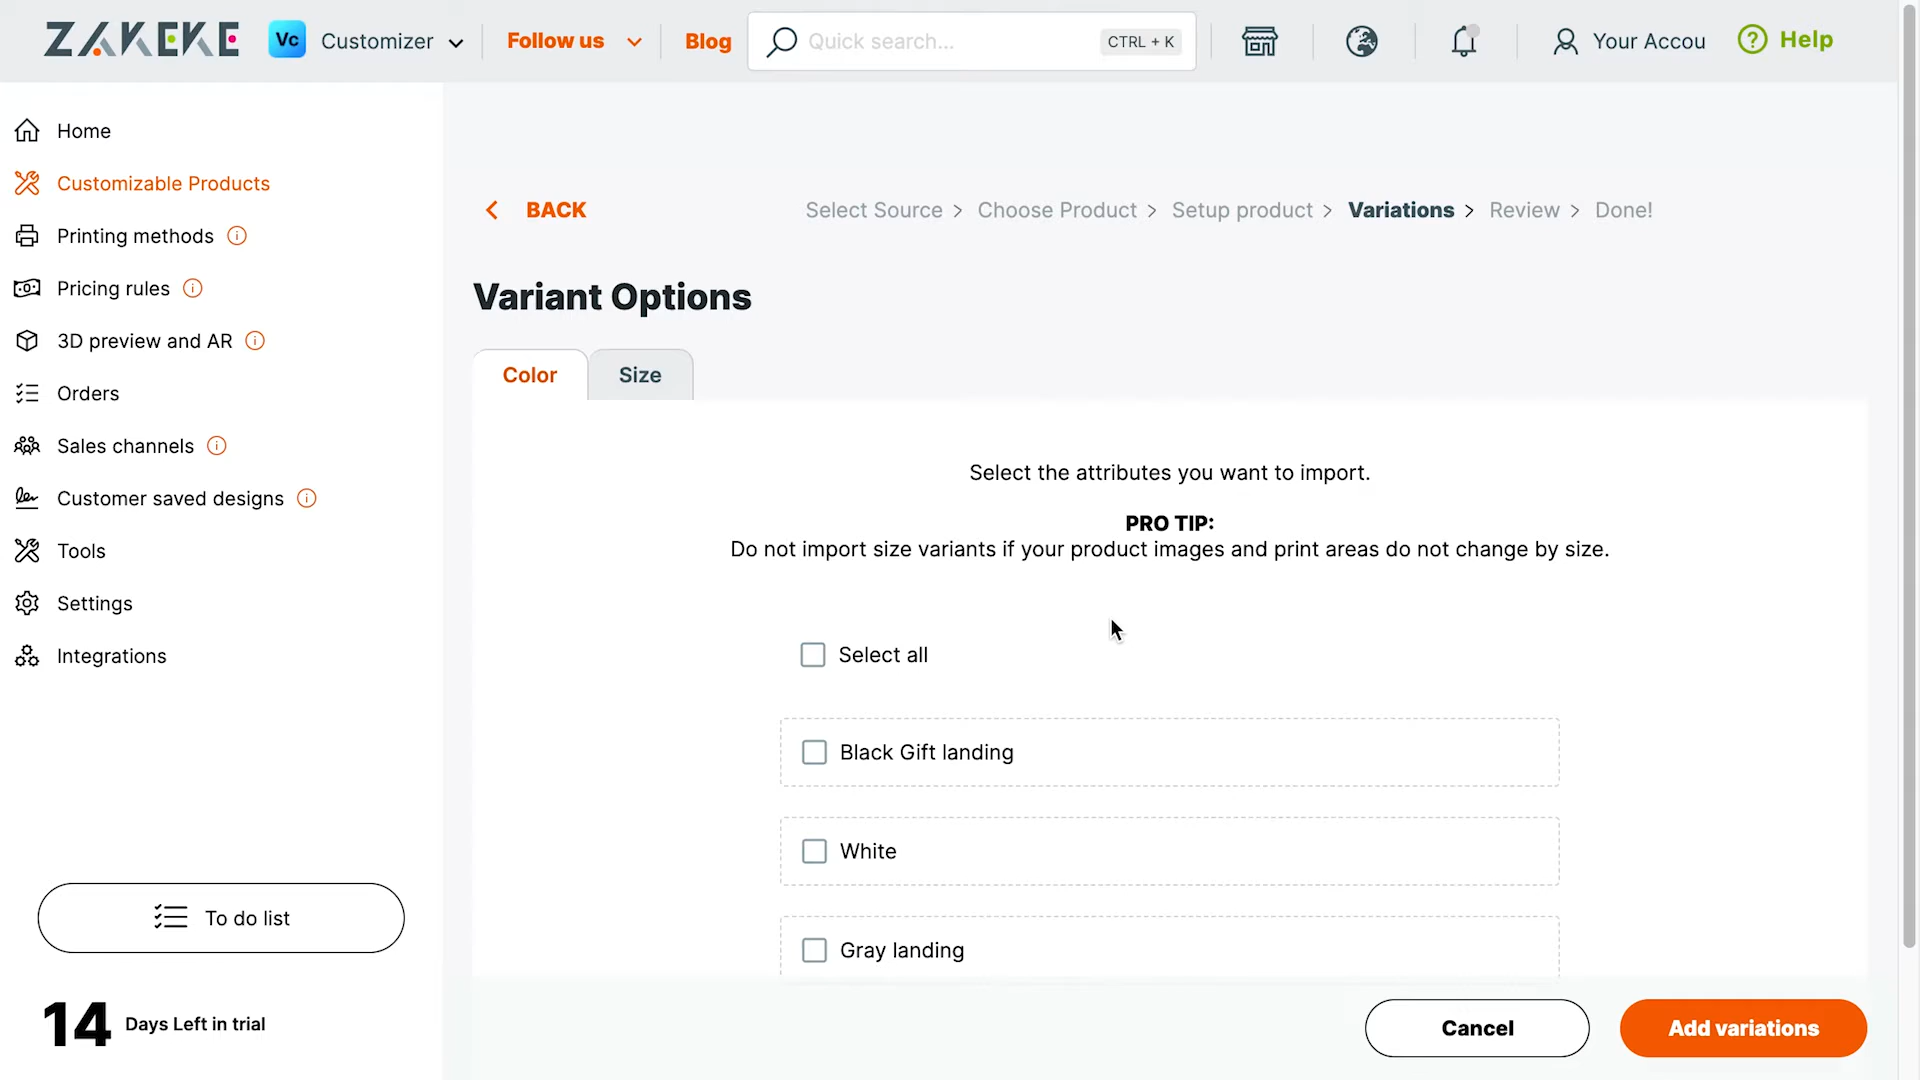 ZAKEKE
Vc Customizer
Follow us
Blog
Quick search...
CTRL + K
Your Accou
Help
Home
Customizable Products
Printing methods
Pricing rules
3D preview and AR
Orders
Sales channels
Customer saved designs
Tools
Settings
Integrations
To do list
14 Days Left in trial
BACK
Select Source > Choose Product > Setup product > Variations > Review > Done!
Variant Options
Color
Size
Select the attributes you want to import.
PRO TIP:
Do not import size variants if your product images and print areas do not change by size.
Select all
Black Gift landing
White
Gray landing
Cancel
Add variations